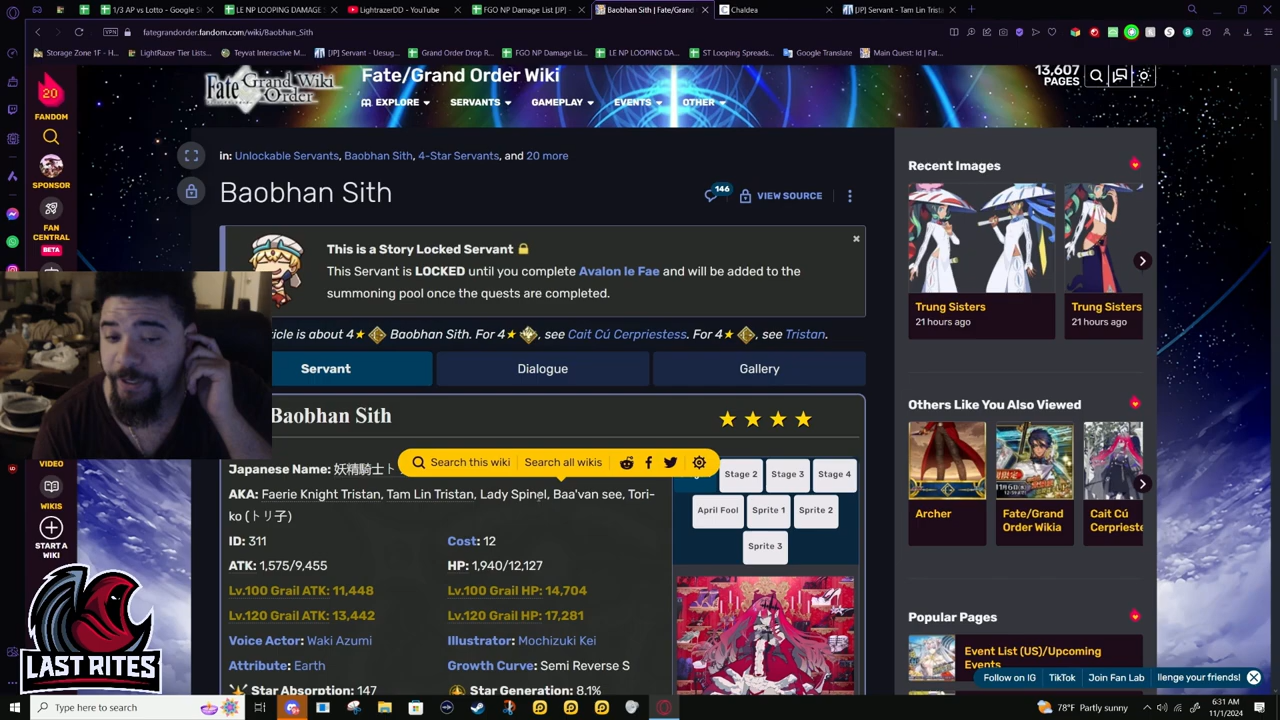 1/3 AP vs Lotto - Google S
LE NP LOOPING DAMAGE
LightrazerDD - YouTube
FGO NP Damage List [JP] -
Baobhan Sith | Fate/Grand
Chaldea
[JP] Servant - Tam Lin Trista
VPN
fategrandorder.fandom.com/wiki/Baobhan_Sith
Storage Zone 1F - H...
LightRazer Tier Lists...
Teyvat Interactive M...
[JP] Servant - Uesug...
Grand Order Drop R...
FGO NP Damage Lis...
LE NP LOOPING DA...
ST Looping Spreads...
Google Translate
Main Quest: Id | Fat...
20
FANDOM
SPONSOR
FAN CENTRAL
BETA
VIDEO
WIKIS
START A WIKI
Fate Grand Order Wiki
Fate/Grand Order Wiki
EXPLORE
SERVANTS
GAMEPLAY
EVENTS
OTHER
13,607
PAGES
in: Unlockable Servants, Baobhan Sith, 4-Star Servants, and 20 more
Baobhan Sith
146
VIEW SOURCE
This is a Story Locked Servant
This Servant is LOCKED until you complete Avalon le Fae and will be added to the
summoning pool once the quests are completed.
icle is about 4★ Baobhan Sith. For 4★, see Cait Cú Cerpriestess. For 4★, see Tristan.
Servant
Dialogue
Gallery
Baobhan Sith
Search this wiki
Search all wikis
Japanese Name: 妖精騎士ト
AKA: Faerie Knight Tristan, Tam Lin Tristan, Lady Spinel, Baa'van see, Tori-
ko (トリ子)
ID: 311
Cost: 12
ATK: 1,575/9,455
HP: 1,940/12,127
Lv.100 Grail ATK: 11,448
Lv.100 Grail HP: 14,704
Lv.120 Grail ATK: 13,442
Lv.120 Grail HP: 17,281
Voice Actor: Waki Azumi
Illustrator: Mochizuki Kei
Attribute: Earth
Growth Curve: Semi Reverse S
Star Absorption: 147
Star Generation: 8.1%
Stage 2
Stage 3
Stage 4
April Fool
Sprite 1
Sprite 2
Sprite 3
Recent Images
Trung Sisters
21 hours ago
Trung Sisters
21 hours ago
Others Like You Also Viewed
Archer
Fate/Grand
Order Wikia
Cait Cú
Cerprieste
Popular Pages
Event List (US)/Upcoming
Events
Follow on IG
TikTok
Join Fan Lab
llenge your friends!
LAST RITES
Type here to search
78°F Partly sunny
6:31 AM
11/1/2024